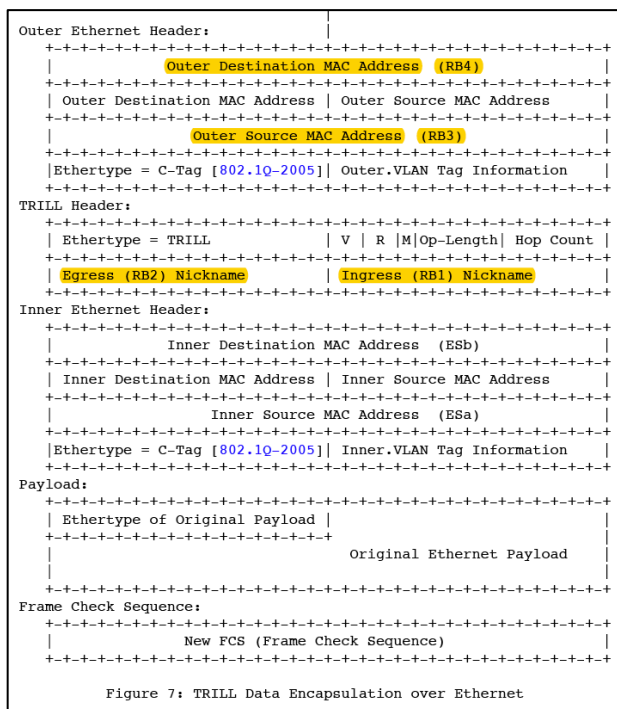 Outer Ethernet Header:            |
+-+-+-+-+-+-+-+-+-+-+-+-+-+-+-+-+-+-+-+-+-+-+-+-+-+-+-+-+-+-+-+-+
|             Outer Destination MAC Address  (RB4)              |
+-+-+-+-+-+-+-+-+-+-+-+-+-+-+-+-+-+-+-+-+-+-+-+-+-+-+-+-+-+-+-+-+
| Outer Destination MAC Address | Outer Source MAC Address      |
+-+-+-+-+-+-+-+-+-+-+-+-+-+-+-+-+-+-+-+-+-+-+-+-+-+-+-+-+-+-+-+-+
|                Outer Source MAC Address  (RB3)                |
+-+-+-+-+-+-+-+-+-+-+-+-+-+-+-+-+-+-+-+-+-+-+-+-+-+-+-+-+-+-+-+-+
|Ethertype = C-Tag [802.1Q-2005]| Outer.VLAN Tag Information    |
+-+-+-+-+-+-+-+-+-+-+-+-+-+-+-+-+-+-+-+-+-+-+-+-+-+-+-+-+-+-+-+-+
TRILL Header:
+-+-+-+-+-+-+-+-+-+-+-+-+-+-+-+-+-+-+-+-+-+-+-+-+-+-+-+-+-+-+-+-+
| Ethertype = TRILL             | V | R |M|Op-Length| Hop Count |
+-+-+-+-+-+-+-+-+-+-+-+-+-+-+-+-+-+-+-+-+-+-+-+-+-+-+-+-+-+-+-+-+
| Egress (RB2) Nickname         | Ingress (RB1) Nickname        |
+-+-+-+-+-+-+-+-+-+-+-+-+-+-+-+-+-+-+-+-+-+-+-+-+-+-+-+-+-+-+-+-+
Inner Ethernet Header:
+-+-+-+-+-+-+-+-+-+-+-+-+-+-+-+-+-+-+-+-+-+-+-+-+-+-+-+-+-+-+-+-+
|             Inner Destination MAC Address  (ESb)              |
+-+-+-+-+-+-+-+-+-+-+-+-+-+-+-+-+-+-+-+-+-+-+-+-+-+-+-+-+-+-+-+-+
| Inner Destination MAC Address | Inner Source MAC Address      |
+-+-+-+-+-+-+-+-+-+-+-+-+-+-+-+-+-+-+-+-+-+-+-+-+-+-+-+-+-+-+-+-+
|                  Inner Source MAC Address  (ESa)              |
+-+-+-+-+-+-+-+-+-+-+-+-+-+-+-+-+-+-+-+-+-+-+-+-+-+-+-+-+-+-+-+-+
|Ethertype = C-Tag [802.1Q-2005]| Inner.VLAN Tag Information    |
+-+-+-+-+-+-+-+-+-+-+-+-+-+-+-+-+-+-+-+-+-+-+-+-+-+-+-+-+-+-+-+-+
Payload:
+-+-+-+-+-+-+-+-+-+-+-+-+-+-+-+-+-+-+-+-+-+-+-+-+-+-+-+-+-+-+-+-+
| Ethertype of Original Payload |                               |
+-+-+-+-+-+-+-+-+-+-+-+-+-+-+-+-+                               |
|                                  Original Ethernet Payload    |
|                                                               |
+-+-+-+-+-+-+-+-+-+-+-+-+-+-+-+-+-+-+-+-+-+-+-+-+-+-+-+-+-+-+-+-+
Frame Check Sequence:
+-+-+-+-+-+-+-+-+-+-+-+-+-+-+-+-+-+-+-+-+-+-+-+-+-+-+-+-+-+-+-+-+
|               New FCS (Frame Check Sequence)                  |
+-+-+-+-+-+-+-+-+-+-+-+-+-+-+-+-+-+-+-+-+-+-+-+-+-+-+-+-+-+-+-+-+
Figure 7: TRILL Data Encapsulation over Ethernet